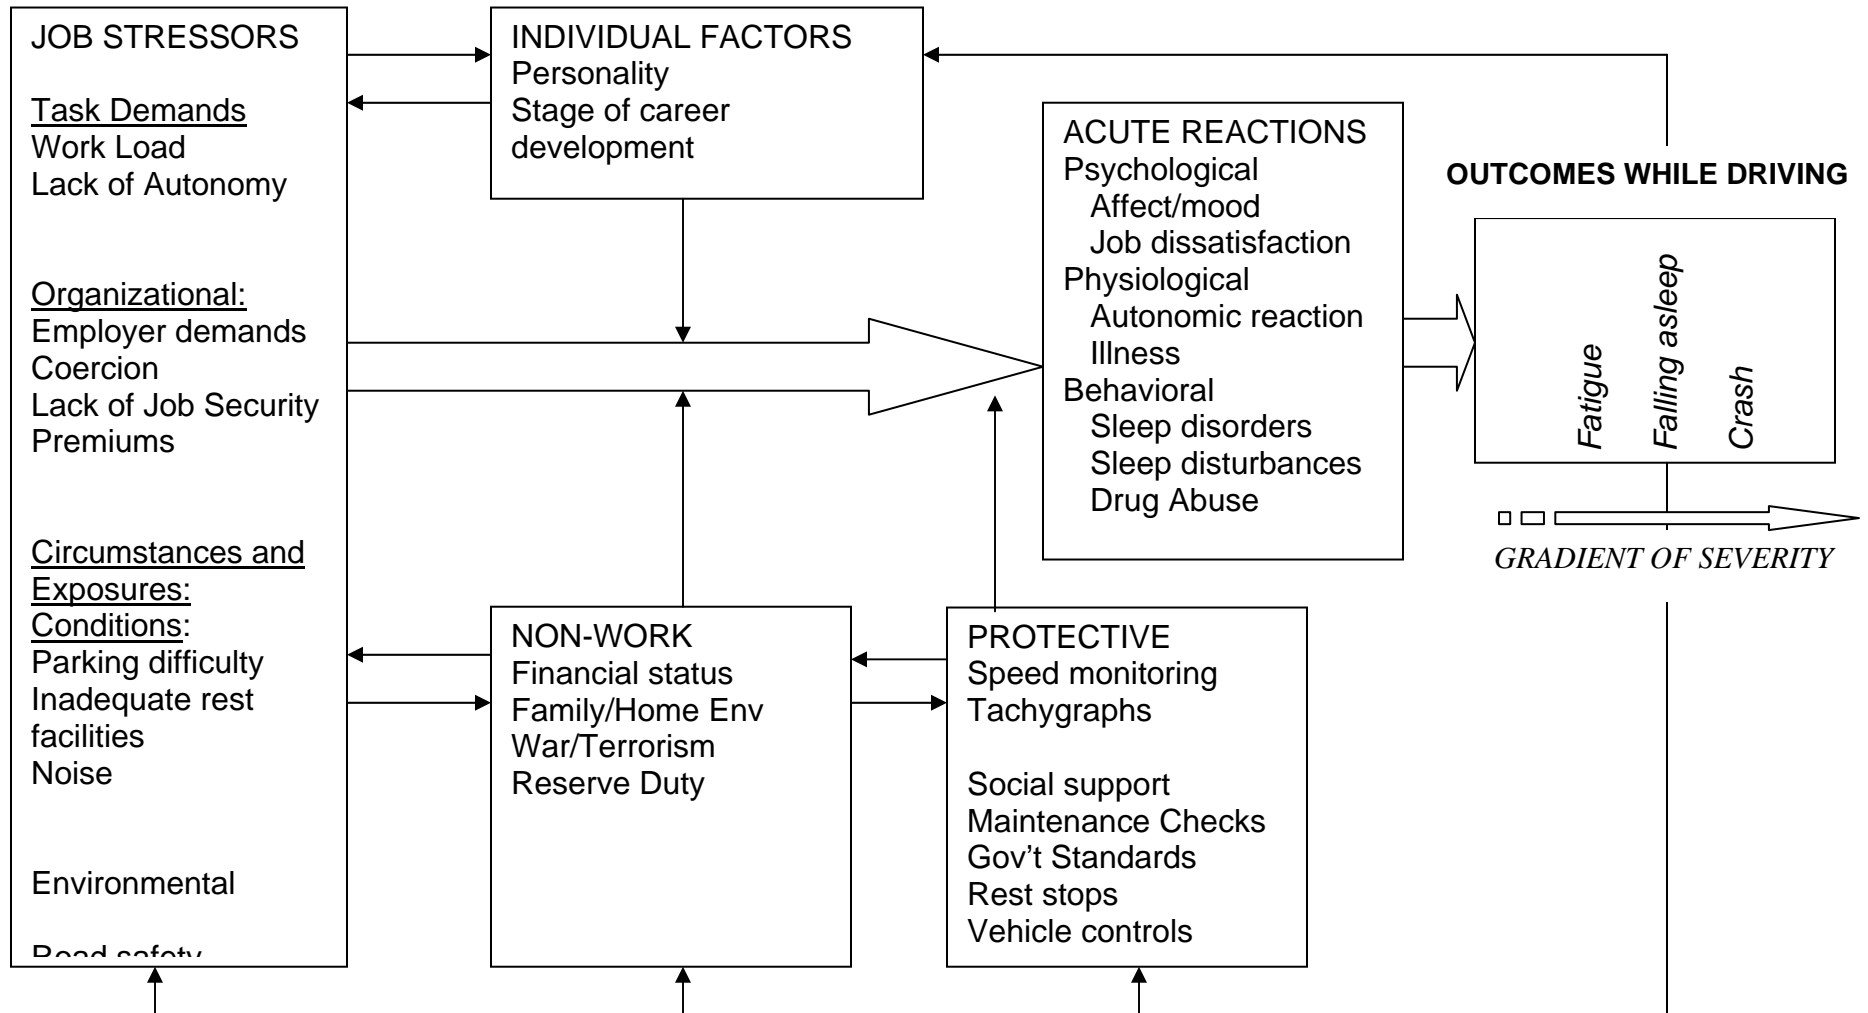 JOB STRESSORS
Task Demands
Work Load
Lack of Autonomy
Organizational:
Employer demands
Coercion
Lack of Job Security
Premiums
Circumstances and
Exposures:
Conditions:
Parking difficulty
Inadequate rest
facilities
Noise
Environmental
Road safety
INDIVIDUAL FACTORS
Personality
Stage of career
development
NON-WORK
Financial status
Family/Home Env
War/Terrorism
Reserve Duty
PROTECTIVE
Speed monitoring
Tachygraphs
Social support
Maintenance Checks
Gov't Standards
Rest stops
Vehicle controls
ACUTE REACTIONS
Psychological
Affect/mood
Job dissatisfaction
Physiological
Autonomic reaction
Illness
Behavioral
Sleep disorders
Sleep disturbances
Drug Abuse
OUTCOMES WHILE DRIVING
Fatigue
Falling asleep
Crash
GRADIENT OF SEVERITY